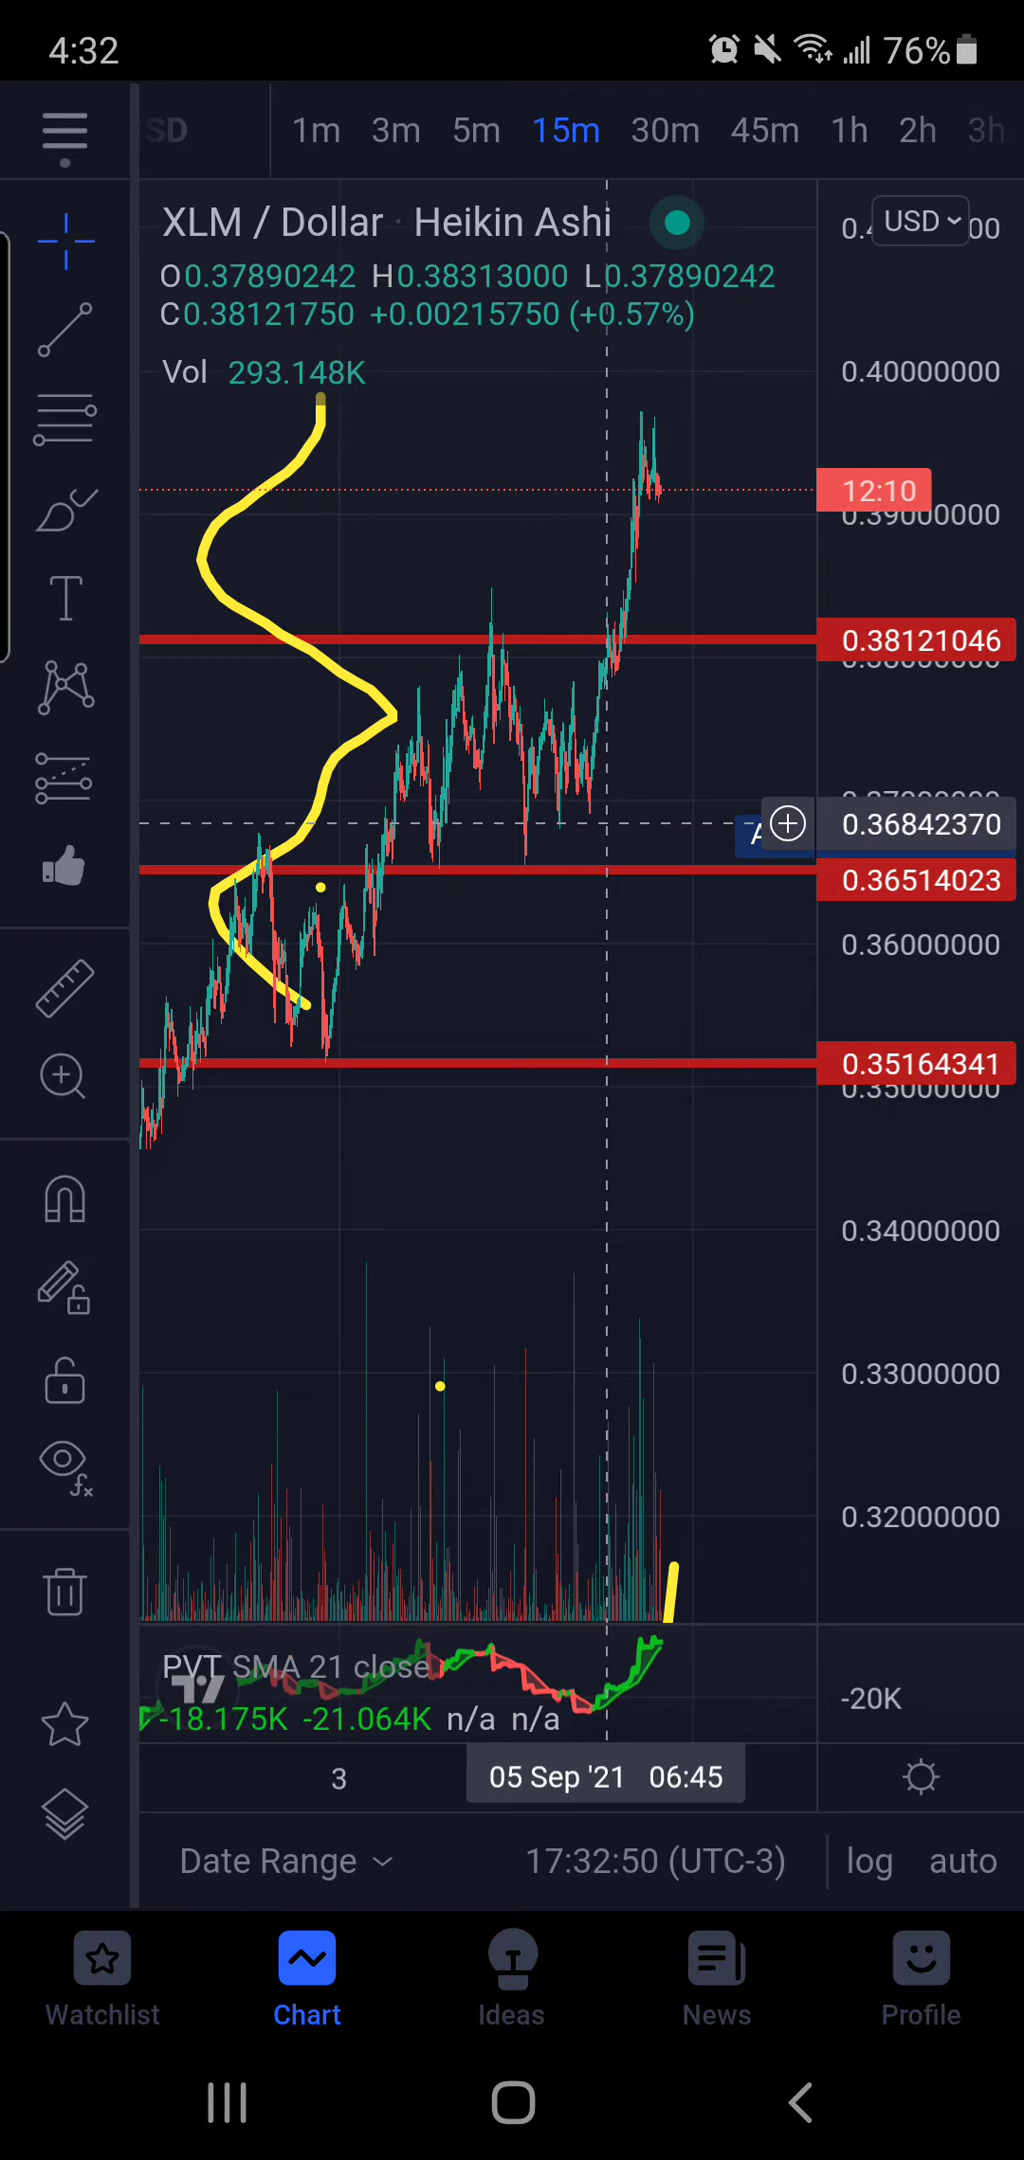 4:32 76%
SD 1m 3m 5m 15m 30m 45m 1h 2h 3h
XLM / Dollar · Heikin Ashi
USD
O0.37890242 H0.38313000 L0.37890242
C0.38121750 +0.00215750 (+0.57%)
Vol 293.148K
0.40000000
12:10
0.39000000
0.38121046
0.38000000
A 0.36842370
0.36514023
0.36000000
0.35164341
0.35000000
0.34000000
0.33000000
0.32000000
PVT SMA 21 close
-18.175K -21.064K n/a n/a
-20K
3 05 Sep '21 06:45
Date Range 17:32:50 (UTC-3) log auto
Watchlist Chart Ideas News Profile